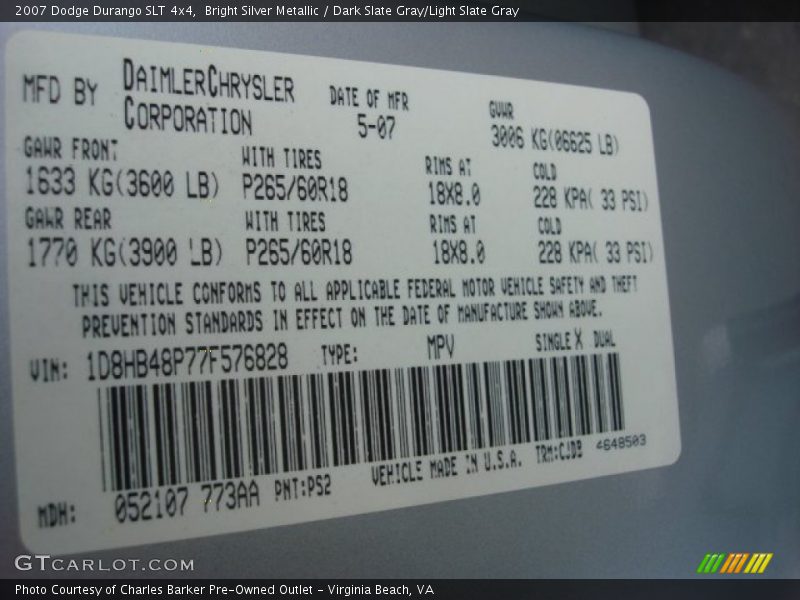 2007 Dodge Durango SLT 4x4,  Bright Silver Metallic / Dark Slate Gray/Light Slate Gray
MFD BY DAIMLERCHRYSLER CORPORATION
DATE OF MFR 5-07
GVWR 3006 KG(06625 LB)
GAWR FRONT WITH TIRES RIMS AT COLD
1633 KG(3600 LB) P265/60R18 18X8.0 228 KPA( 33 PSI)
GAWR REAR WITH TIRES RIMS AT COLD
1770 KG(3900 LB) P265/60R18 18X8.0 228 KPA( 33 PSI)
THIS VEHICLE CONFORMS TO ALL APPLICABLE FEDERAL MOTOR VEHICLE SAFETY AND THEFT
PREVENTION STANDARDS IN EFFECT ON THE DATE OF MANUFACTURE SHOWN ABOVE.
VIN: 1D8HB48P77F576828 TYPE: MPV SINGLE X DUAL
MDH: 052107 773AA PNT:PS2 VEHICLE MADE IN U.S.A. TRM:CJDB 4648503
GTCARLOT.COM
Photo Courtesy of Charles Barker Pre-Owned Outlet - Virginia Beach, VA